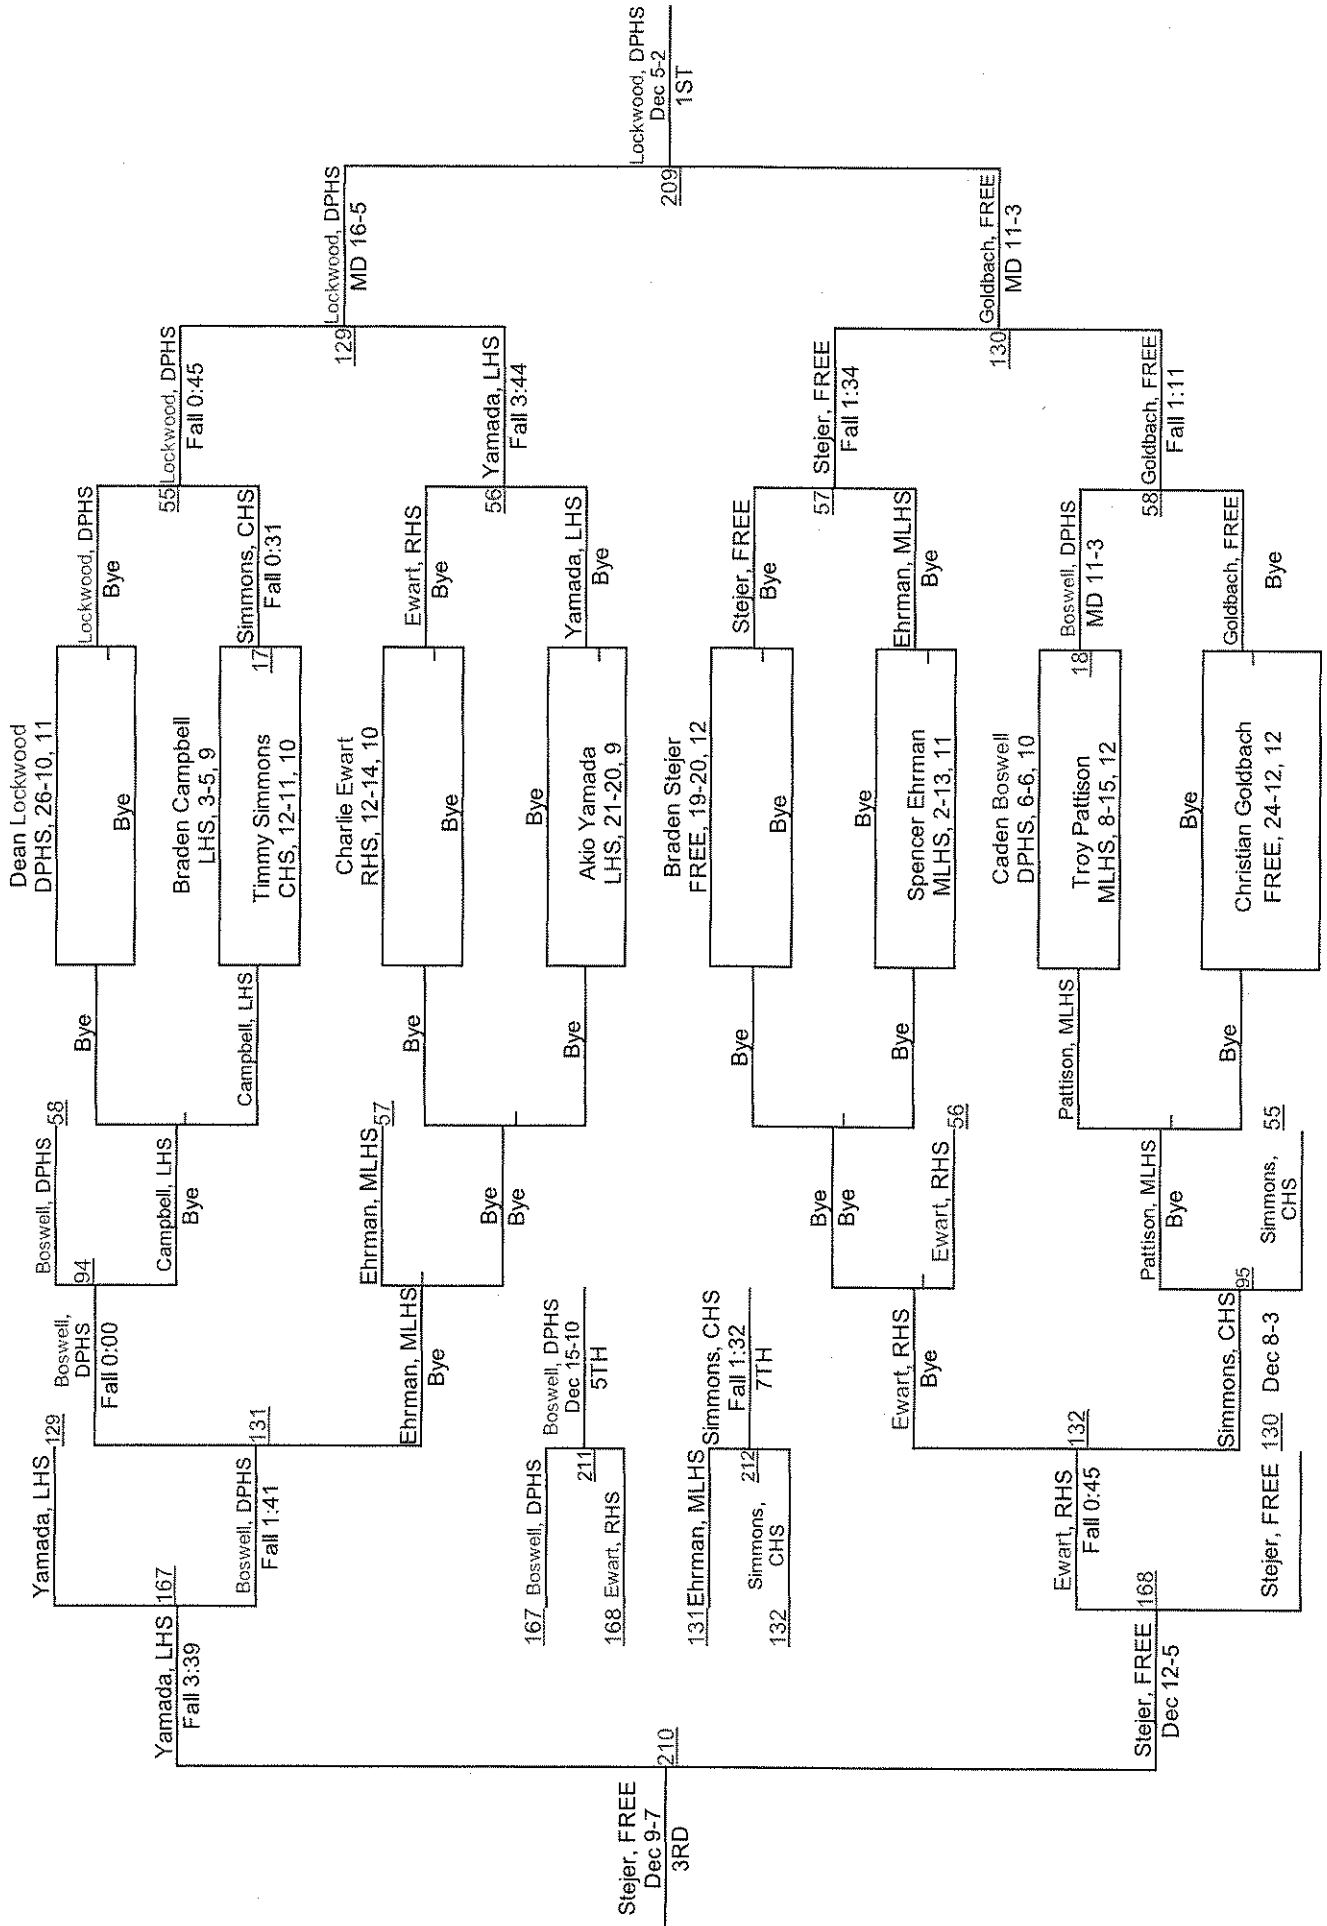 Dean Lockwood
DPHS, 26-10, 11
Bye
Braden Campbell
LHS, 3-5, 9
Timmy Simmons
CHS, 12-11, 10
17
Charlie Ewart
RHS, 12-14, 10
Bye
Bye
Akio Yamada
LHS, 21-20, 9
Braden Stejer
FREE, 19-20, 12
Bye
Bye
Spencer Ehrman
MLHS, 2-13, 11
Caden Boswell
DPHS, 6-6, 10
Troy Pattison
MLHS, 8-15, 12
18
Bye
Christian Goldbach
FREE, 24-12, 12
Lockwood, DPHS
Bye
Simmons, CHS
Fall 0:31
Ewart, RHS
Bye
Yamada, LHS
Bye
Stejer, FREE
Bye
Ehrman, MLHS
Bye
Boswell, DPHS
MD 11-3
Goldbach, FREE
Bye
55
Lockwood, DPHS
Fall 0:45
56
Yamada, LHS
Fall 3:44
57
Stejer, FREE
Fall 1:34
58
Goldbach, FREE
Fall 1:11
129
Lockwood, DPHS
MD 16-5
130
Goldbach, FREE
MD 11-3
209
Lockwood, DPHS
Dec 5-2
1ST
Bye
Campbell, LHS
Bye
Bye
Bye
Bye
Pattison, MLHS
Bye
Boswell, DPHS
58
Campbell, LHS
Bye
Ehrman, MLHS
57
Bye
Bye
Bye
Bye
Ewart, RHS
56
Pattison, MLHS
Bye
Simmons,
CHS
55
94
Boswell,
DPHS
Fall 0:00
Ehrman, MLHS
Bye
Ewart, RHS
Bye
95
Simmons, CHS
Dec 8-3
Yamada, LHS
129
131
Boswell, DPHS
Fall 1:41
132
Ewart, RHS
Fall 0:45
Stejer, FREE
130
167
Yamada, LHS
Fall 3:39
168
Stejer, FREE
Dec 12-5
210
Stejer, FREE
Dec 9-7
3RD
167
Boswell, DPHS
168
Ewart, RHS
211
Boswell, DPHS
Dec 15-10
5TH
131
Ehrman, MLHS
132
Simmons,
CHS
212
Simmons, CHS
Fall 1:32
7TH